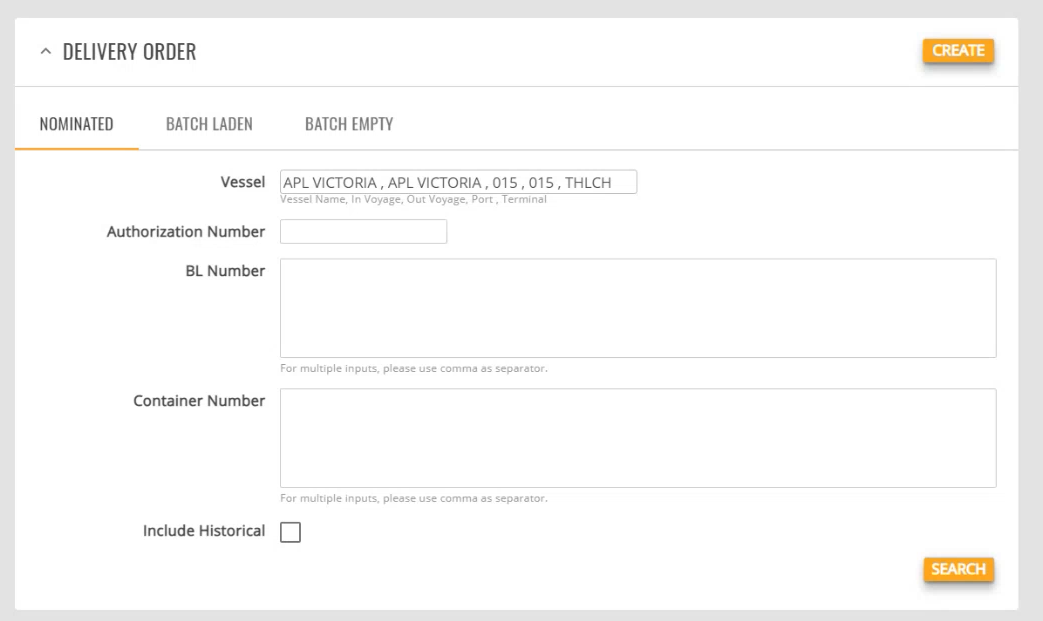 DELIVERY ORDER
CREATE
NOMINATED BATCH LADEN BATCH EMPTY
Vessel APL VICTORIA , APL VICTORIA , 015 , 015 , THLCH
Vessel Name, In Voyage, Out Voyage, Port , Terminal
Authorization Number
BL Number
For multiple inputs, please use comma as separator.
Container Number
For multiple inputs, please use comma as separator.
Include Historical
SEARCH